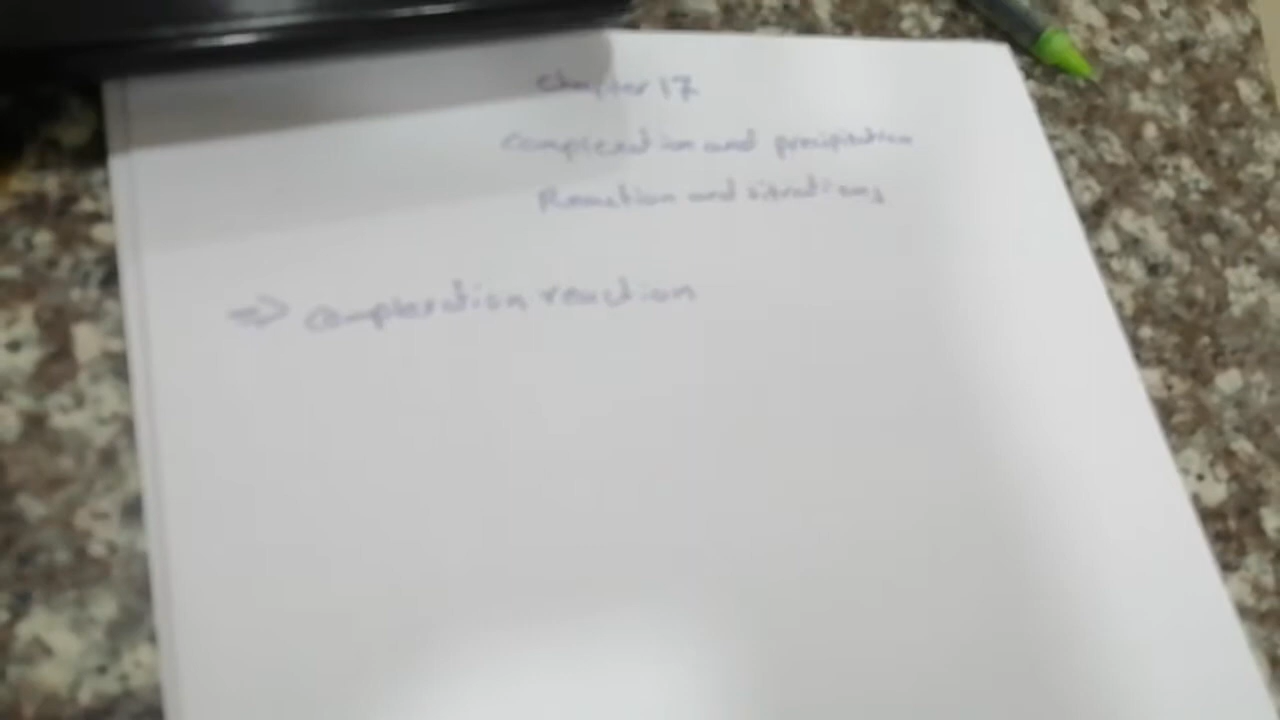 Chapter 17
Complexation and precipitation
Reaction and titrations
=> complexation reaction